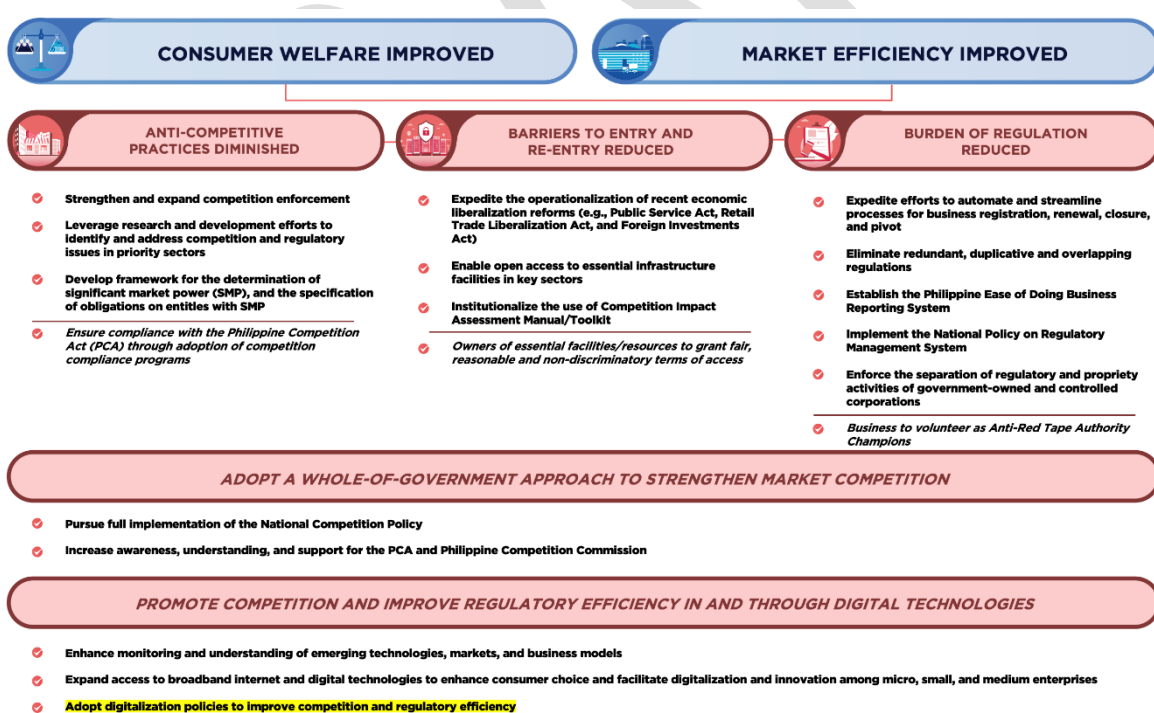 CONSUMER WELFARE IMPROVED
MARKET EFFICIENCY IMPROVED
ANTI-COMPETITIVE
PRACTICES DIMINISHED
Strengthen and expand competition enforcement
Leverage research and development efforts to
identify and address competition and regulatory
issues in priority sectors
Develop framework for the determination of
significant market power (SMP), and the specification
of obligations on entities with SMP
Ensure compliance with the Philippine Competition
Act (PCA) through adoption of competition
compliance programs
BARRIERS TO ENTRY AND
RE-ENTRY REDUCED
Expedite the operationalization of recent economic
liberalization reforms (e.g., Public Service Act, Retail
Trade Liberalization Act, and Foreign Investments
Act)
Enable open access to essential infrastructure
facilities in key sectors
Institutionalize the use of Competition Impact
Assessment Manual/Toolkit
Owners of essential facilities/resources to grant fair,
reasonable and non-discriminatory terms of access
BURDEN OF REGULATION
REDUCED
Expedite efforts to automate and streamline
processes for business registration, renewal, closure,
and pivot
Eliminate redundant, duplicative and overlapping
regulations
Establish the Philippine Ease of Doing Business
Reporting System
Implement the National Policy on Regulatory
Management System
Enforce the separation of regulatory and propriety
activities of government-owned and controlled
corporations
Business to volunteer as Anti-Red Tape Authority
Champions
ADOPT A WHOLE-OF-GOVERNMENT APPROACH TO STRENGTHEN MARKET COMPETITION
Pursue full implementation of the National Competition Policy
Increase awareness, understanding, and support for the PCA and Philippine Competition Commission
PROMOTE COMPETITION AND IMPROVE REGULATORY EFFICIENCY IN AND THROUGH DIGITAL TECHNOLOGIES
Enhance monitoring and understanding of emerging technologies, markets, and business models
Expand access to broadband internet and digital technologies to enhance consumer choice and facilitate digitalization and innovation among micro, small, and medium enterprises
Adopt digitalization policies to improve competition and regulatory efficiency